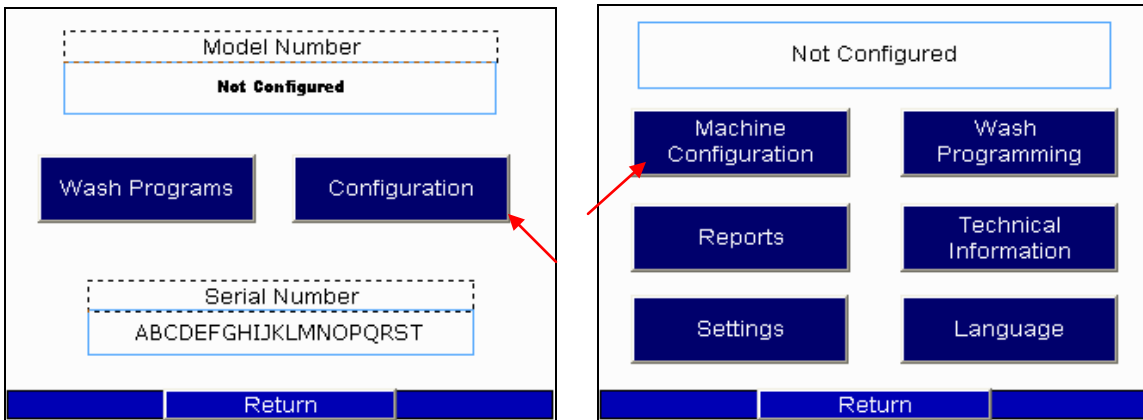 Model Number
Not Configured
Wash Programs
Configuration
Serial Number
ABCDEFGHIJKLMNOPQRST
Return
Not Configured
Machine
Configuration
Wash
Programming
Reports
Technical
Information
Settings
Language
Return